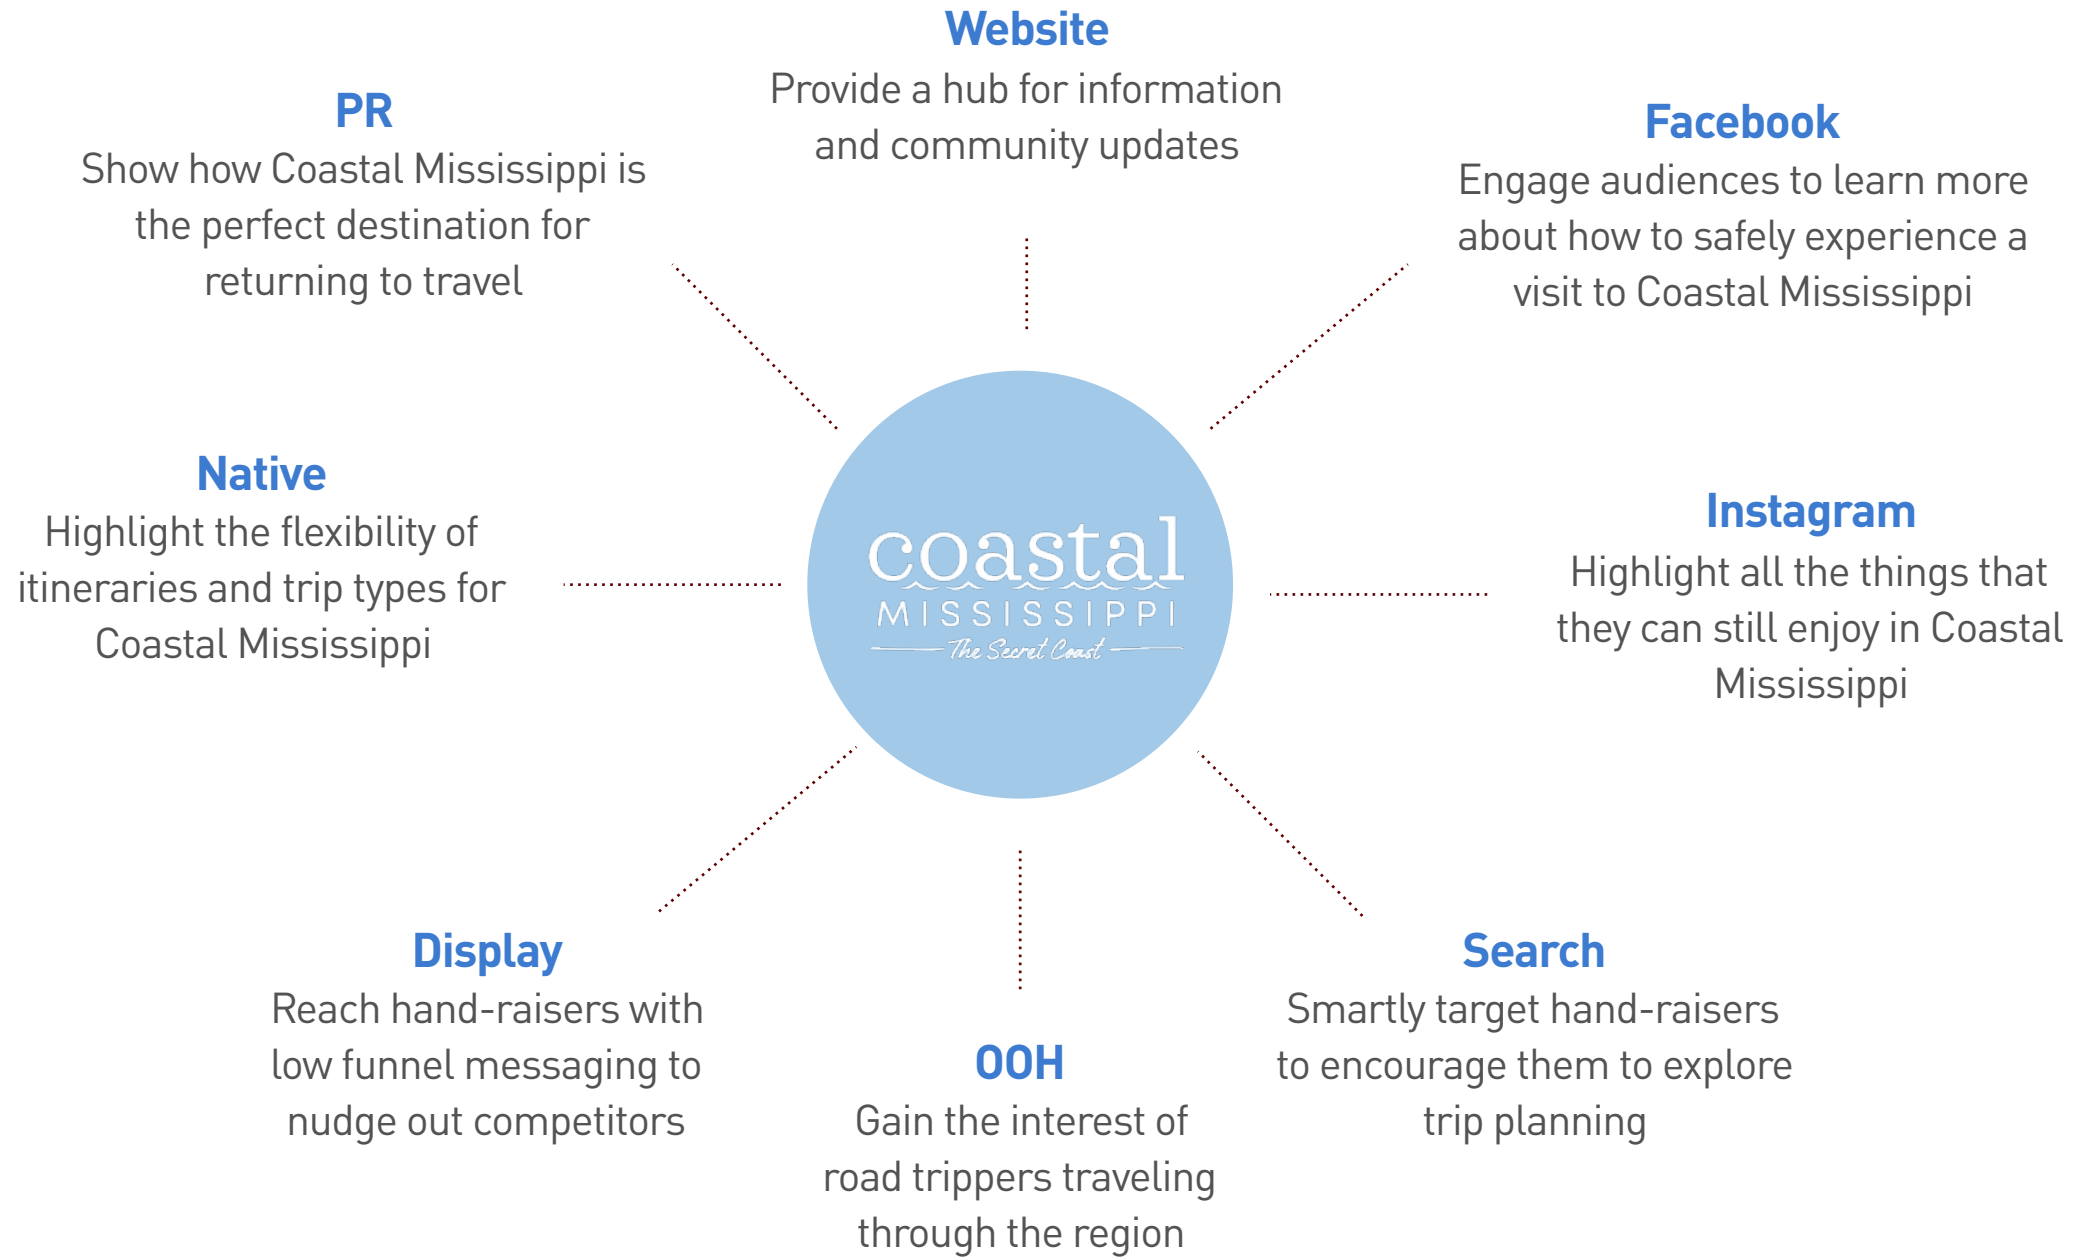 Website
Provide a hub for information
and community updates
PR
Show how Coastal Mississippi is
the perfect destination for
returning to travel
Facebook
Engage audiences to learn more
about how to safely experience a
visit to Coastal Mississippi
Native
Highlight the flexibility of
itineraries and trip types for
Coastal Mississippi
coastal
MISSISSIPPI
The Secret Coast
Instagram
Highlight all the things that
they can still enjoy in Coastal
Mississippi
Display
Reach hand-raisers with
low funnel messaging to
nudge out competitors
OOH
Gain the interest of
road trippers traveling
through the region
Search
Smartly target hand-raisers
to encourage them to explore
trip planning